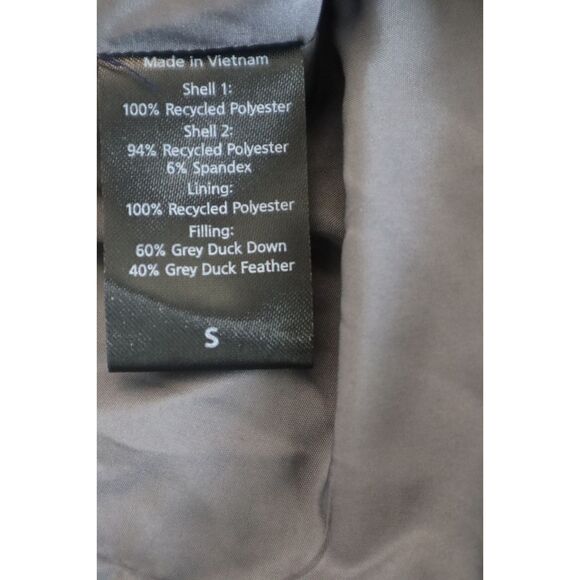 Made in Vietnam
Shell 1:
100% Recycled Polyester
Shell 2:
94% Recycled Polyester
6% Spandex
Lining:
100% Recycled Polyester
Filling:
60% Grey Duck Down
40% Grey Duck Feather
S